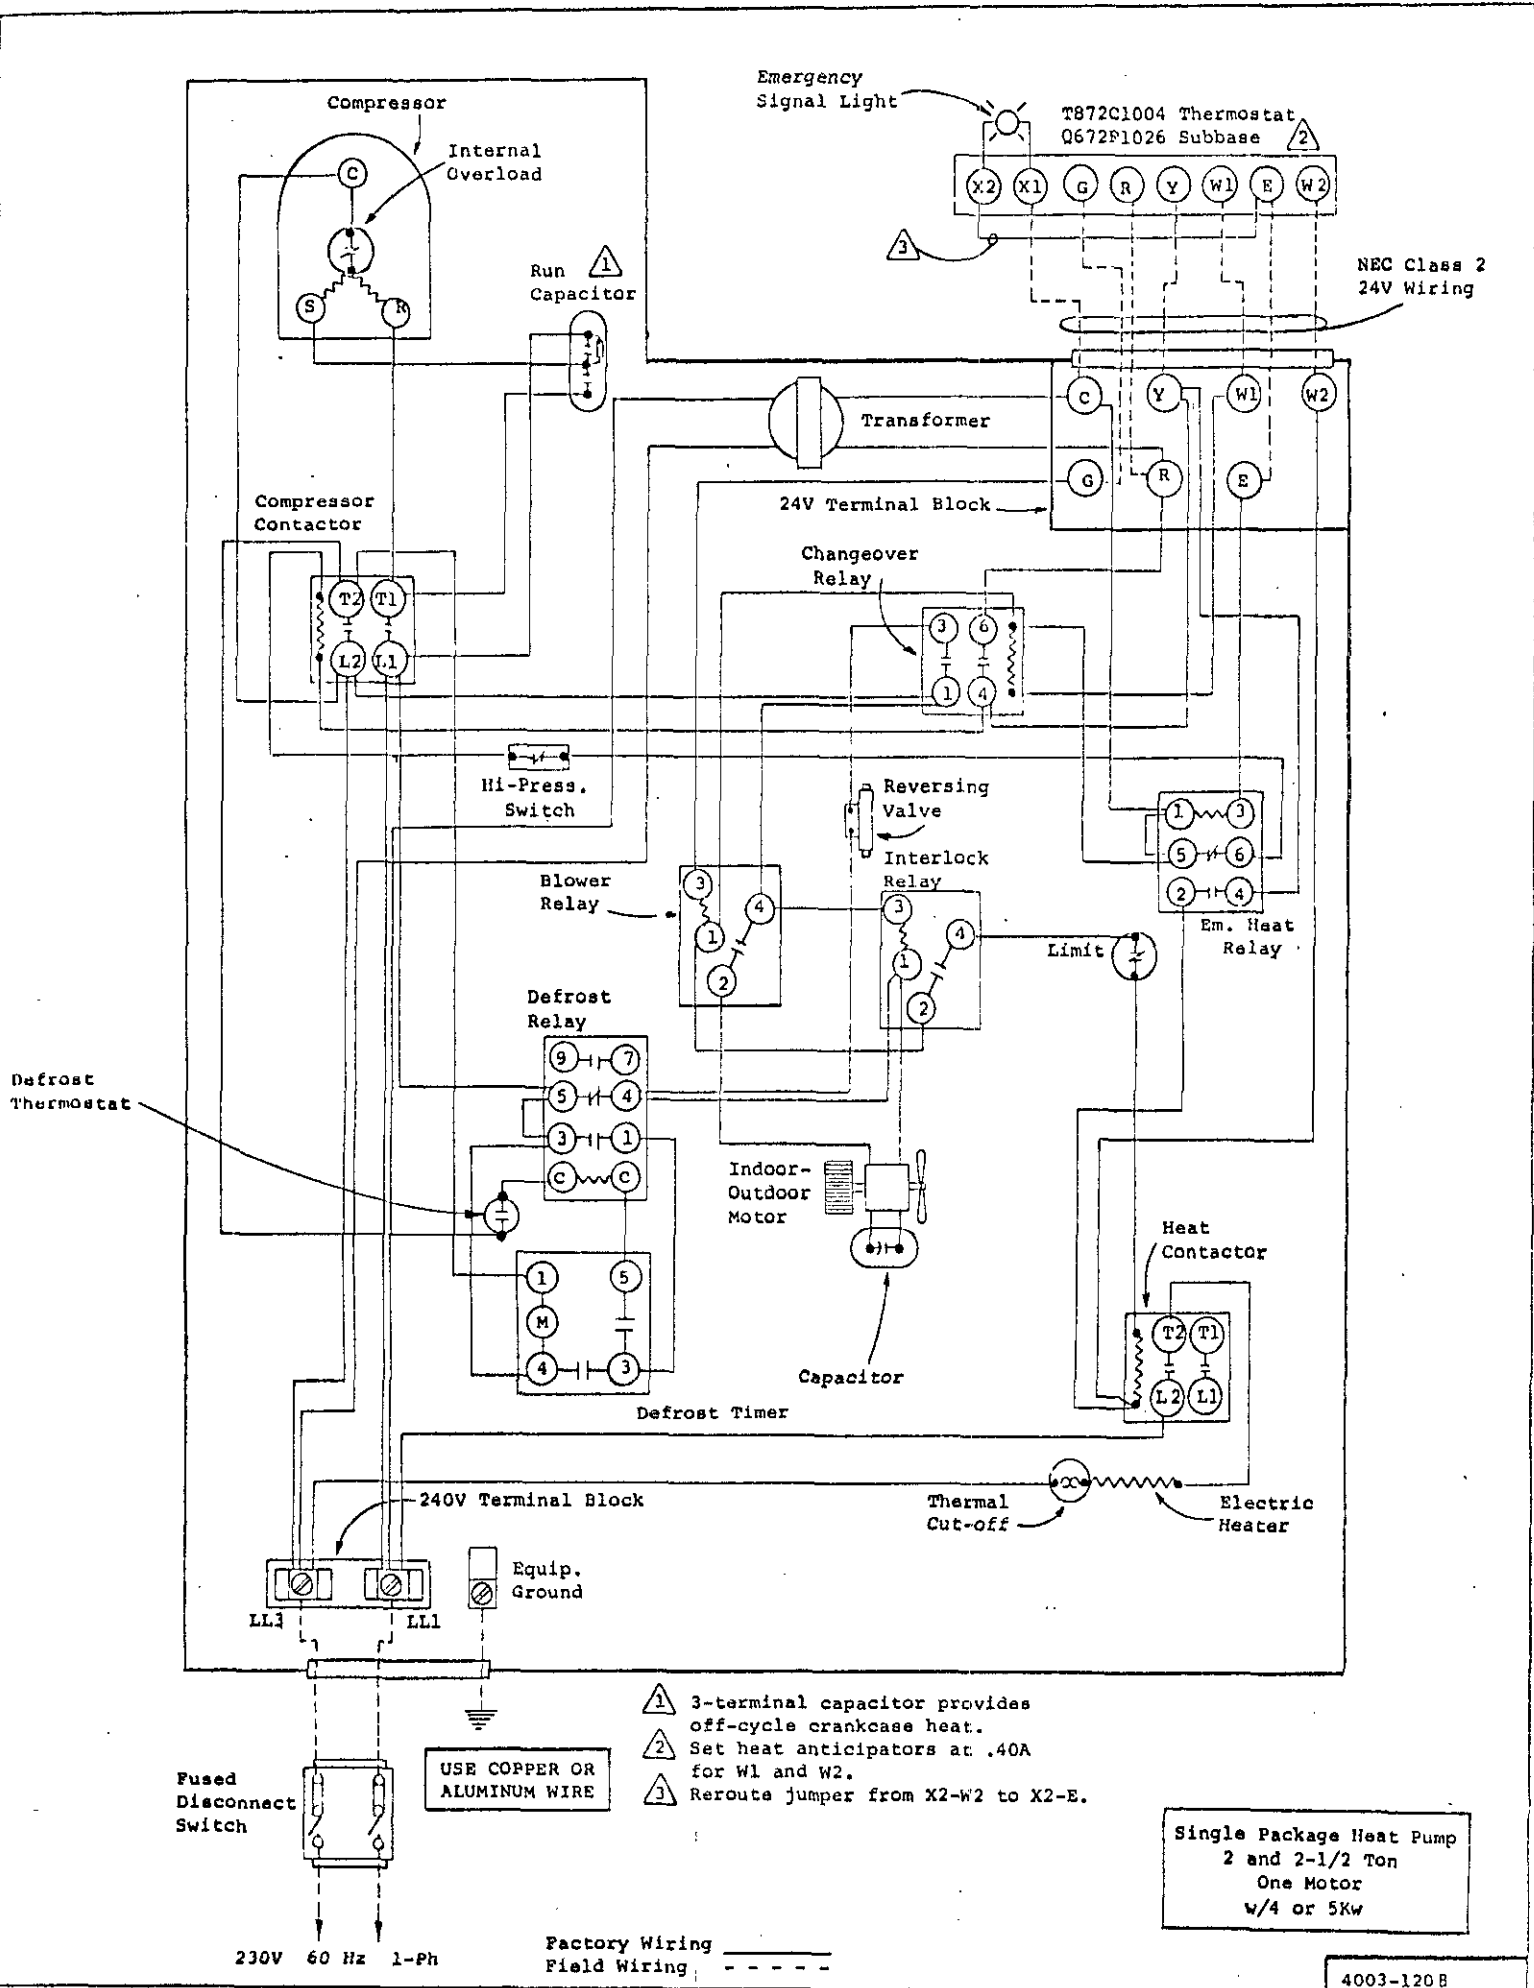 Emergency
Signal Light
T872C1004 Thermostat
Q672F1026 Subbase
2
Compressor
Internal
Overload
C
S
R
X2 X1 G R Y W1 E W2
3
NEC Class 2
24V Wiring
Run
Capacitor
1
C Y W1 W2
Transformer
G R E
24V Terminal Block
Compressor
Contactor
T2 T1
L2 L1
Changeover
Relay
3 6
1 4
Hi-Press.
Switch
Reversing
Valve
1 3
5 6
2 4
Em. Heat
Relay
Interlock
Relay
3
4
1
2
Limit
Blower
Relay
3
4
1
2
Defrost
Relay
9 7
5 4
3 1
C C
Defrost
Thermostat
Indoor-
Outdoor
Motor
Capacitor
1 5
M
4 3
Defrost Timer
Heat
Contactor
T2 T1
L2 L1
240V Terminal Block
Thermal
Cut-off
Electric
Heater
Equip.
Ground
LL3 LL1
1 3-terminal capacitor provides
off-cycle crankcase heat.
2 Set heat anticipators at .40A
for W1 and W2.
3 Reroute jumper from X2-W2 to X2-E.
USE COPPER OR
ALUMINUM WIRE
Fused
Disconnect
Switch
230V 60 Hz 1-Ph
Factory Wiring
Field Wiring
Single Package Heat Pump
2 and 2-1/2 Ton
One Motor
w/4 or 5Kw
4003-120B